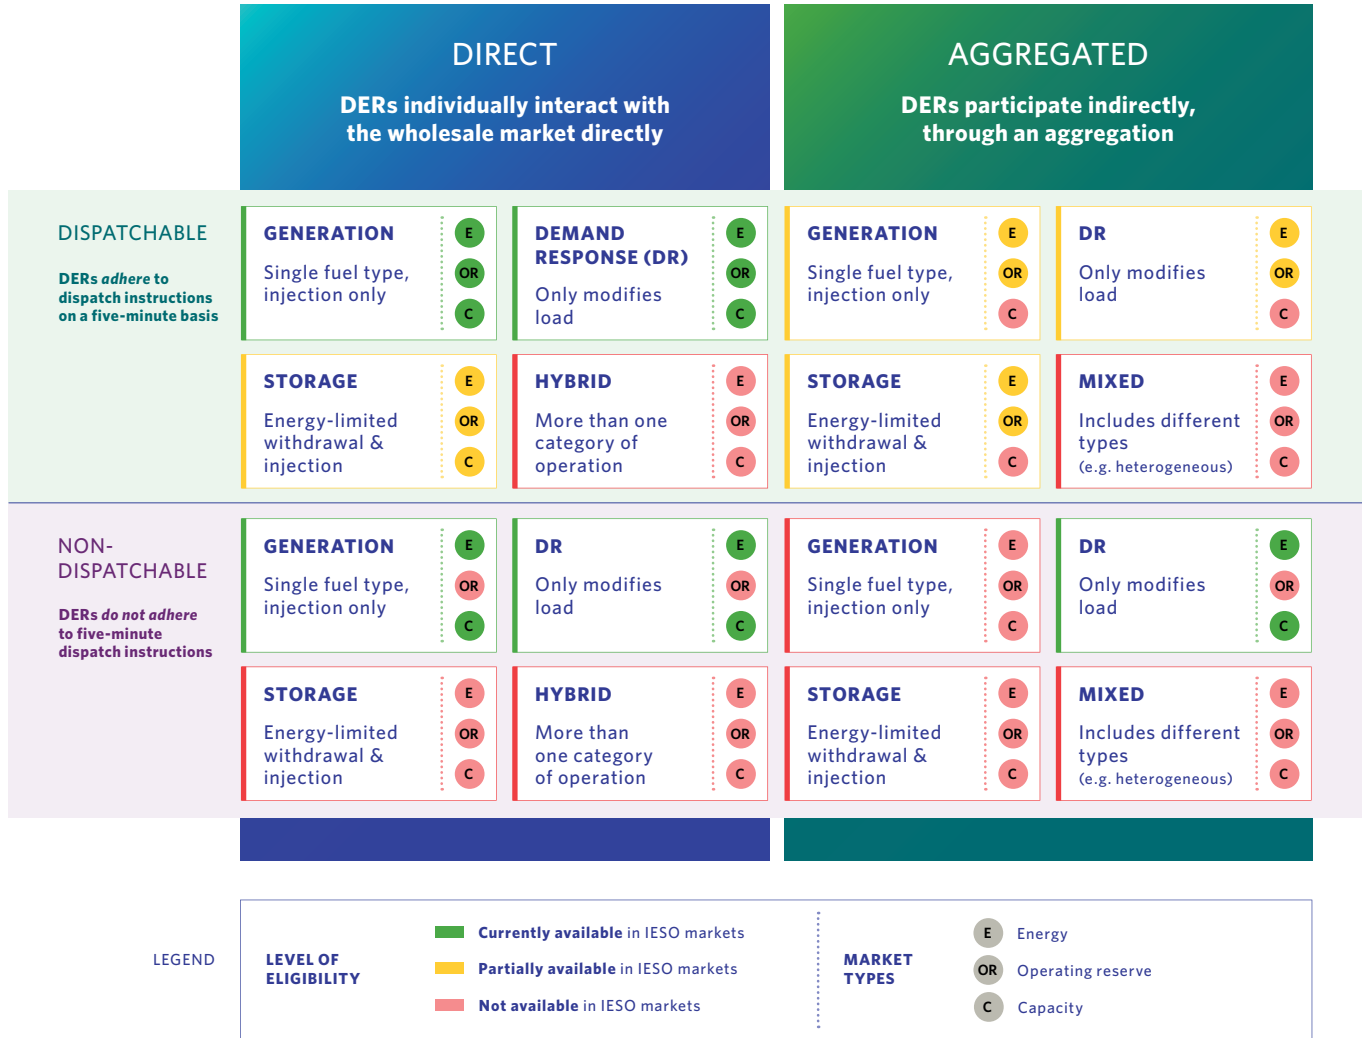 DIRECT
DERs individually interact with
the wholesale market directly
AGGREGATED
DERs participate indirectly,
through an aggregation
DISPATCHABLE
DERs adhere to
dispatch instructions
on a five-minute basis
GENERATION
Single fuel type,
injection only
E
OR
C
DEMAND
RESPONSE (DR)
Only modifies
load
E
OR
C
GENERATION
Single fuel type,
injection only
E
OR
C
DR
Only modifies
load
E
OR
C
STORAGE
Energy-limited
withdrawal &
injection
E
OR
C
HYBRID
More than one
category of
operation
E
OR
C
STORAGE
Energy-limited
withdrawal &
injection
E
OR
C
MIXED
Includes different
types
(e.g. heterogeneous)
E
OR
C
NON-
DISPATCHABLE
DERs do not adhere
to five-minute
dispatch instructions
GENERATION
Single fuel type,
injection only
E
OR
C
DR
Only modifies
load
E
OR
C
GENERATION
Single fuel type,
injection only
E
OR
C
DR
Only modifies
load
E
OR
C
STORAGE
Energy-limited
withdrawal &
injection
E
OR
C
HYBRID
More than
one category
of operation
E
OR
C
STORAGE
Energy-limited
withdrawal &
injection
E
OR
C
MIXED
Includes different
types
(e.g. heterogeneous)
E
OR
C
LEGEND
LEVEL OF
ELIGIBILITY
Currently available in IESO markets
Partially available in IESO markets
Not available in IESO markets
MARKET
TYPES
E Energy
OR Operating reserve
C Capacity